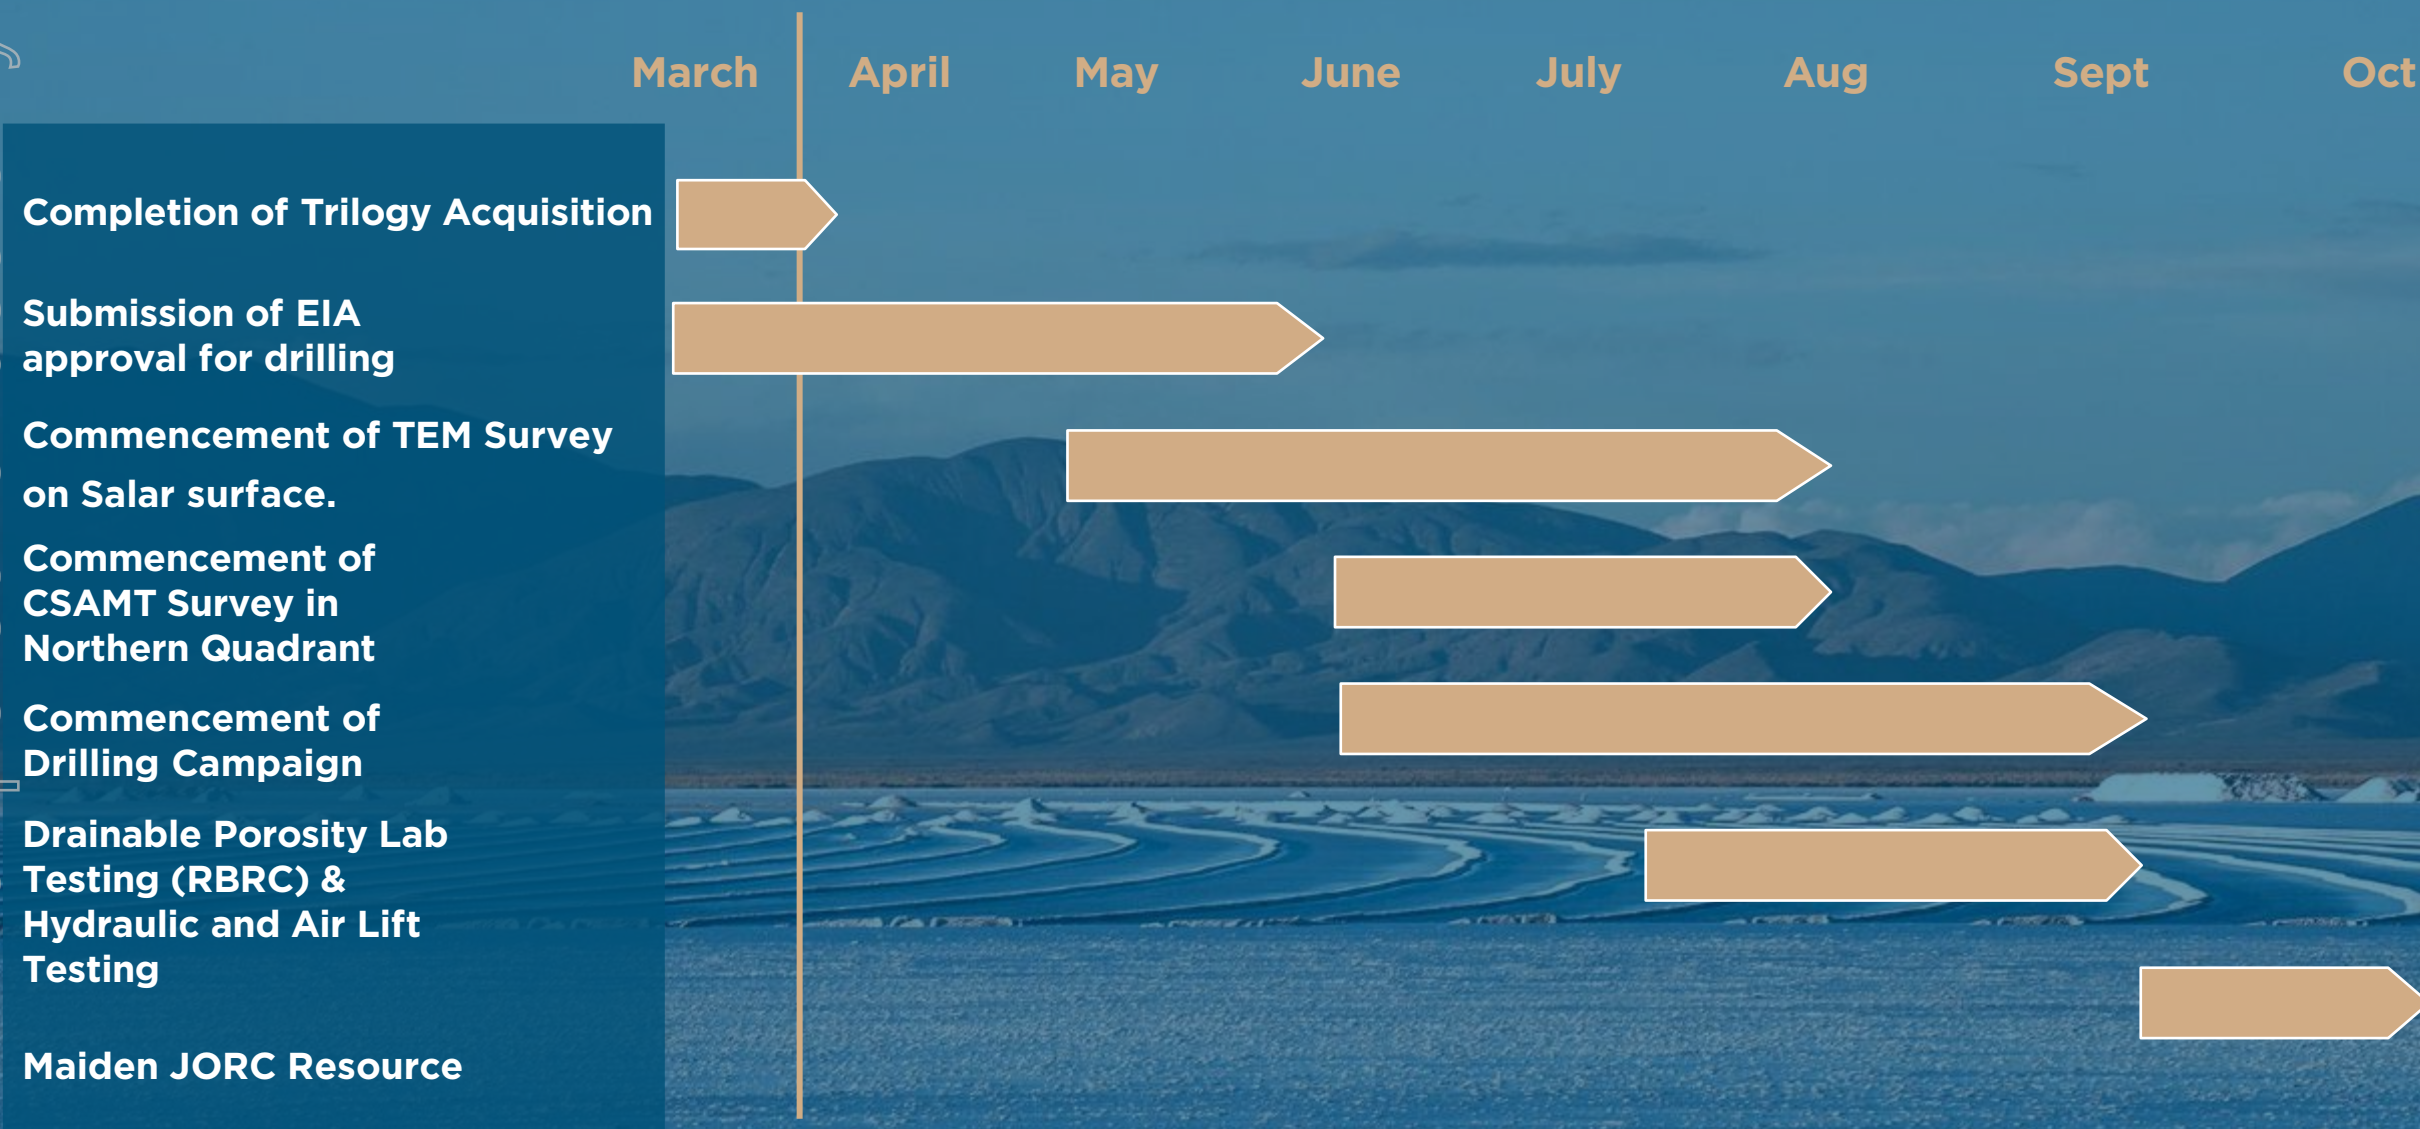 March April May June July Aug Sept Oct
Completion of Trilogy Acquisition
Submission of EIA
approval for drilling
Commencement of TEM Survey
on Salar surface.
Commencement of
CSAMT Survey in
Northern Quadrant
Commencement of
Drilling Campaign
Drainable Porosity Lab
Testing (RBRC) &
Hydraulic and Air Lift
Testing
Maiden JORC Resource